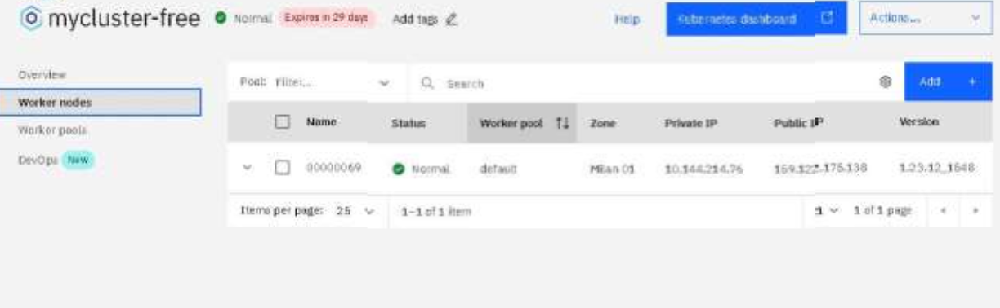 mycluster-free Normal Expires in 29 days Add tags Help Kubernetes dashboard Actions...
Overview
Worker nodes
Worker pools
DevOps New
Pool: Filter... Search Add +
Name Status Worker pool Zone Private IP Public IP Version
00000069 Normal default Milan 01 10.144.214.76 159.122.175.138 1.23.12_1548
Items per page: 25 1–1 of 1 item 1 1 of 1 page